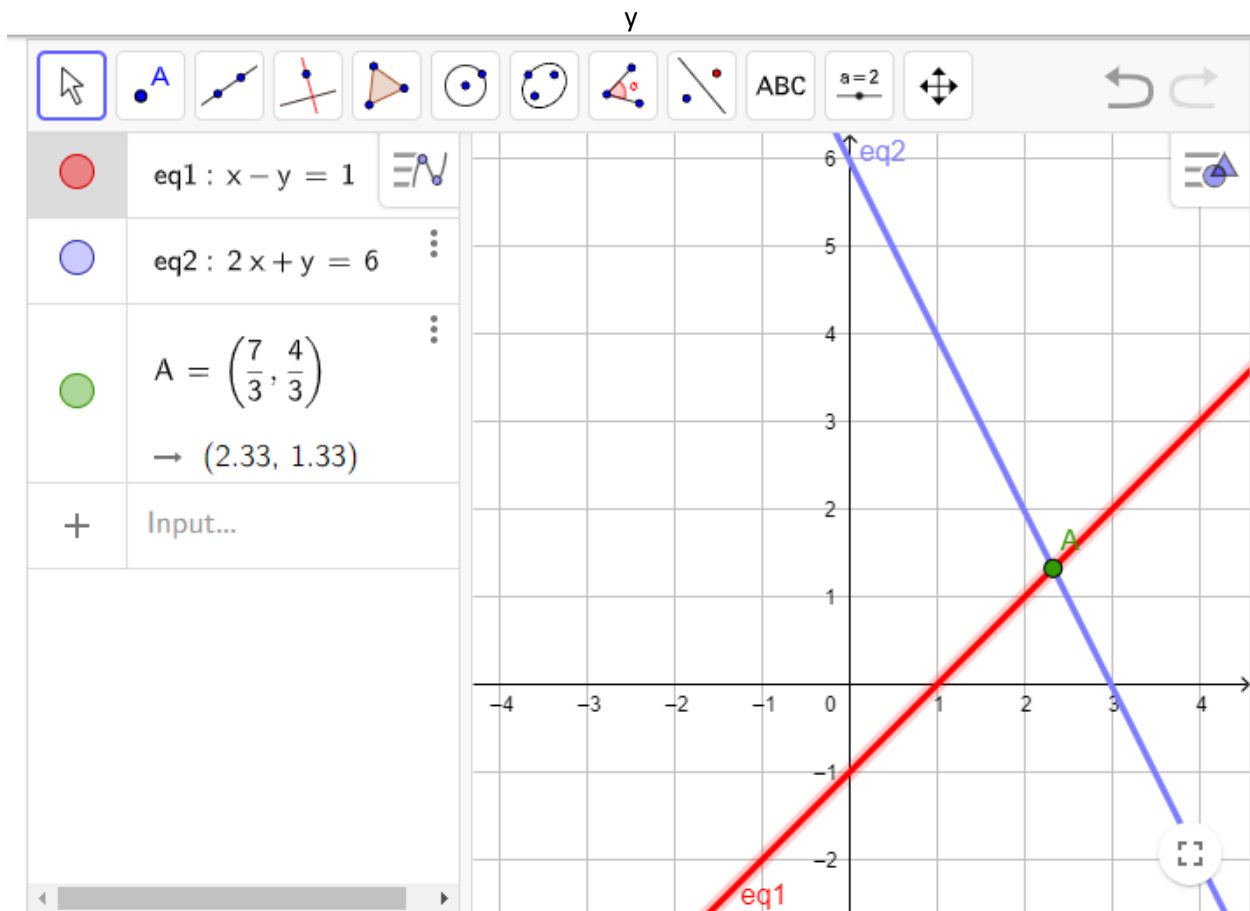 y
A
α
ABC
a=2
eq1 : x − y = 1
eq2 : 2 x + y = 6
A = (7/3, 4/3)
→ (2.33, 1.33)
+ Input...
eq2
6
5
4
3
2
A
1
−4 −3 −2 −1 0 1 2 3 4
−1
−2
eq1